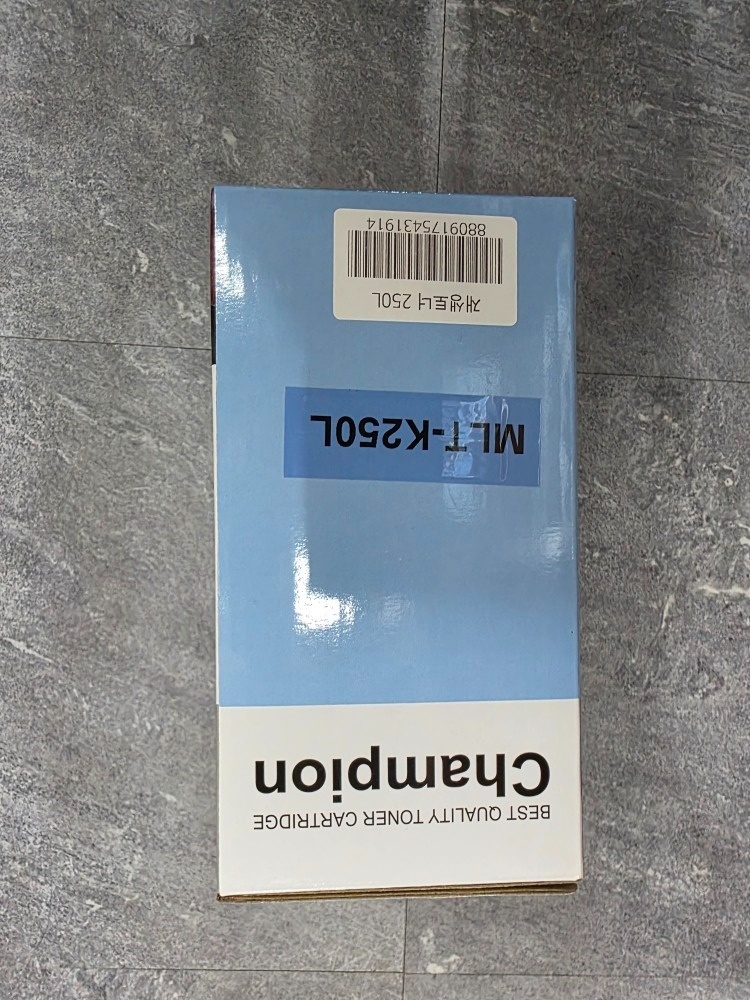 BEST QUALITY TONER CARTRIDGE
Champion
MLT-K250L
재생토너 250L
8809175431914